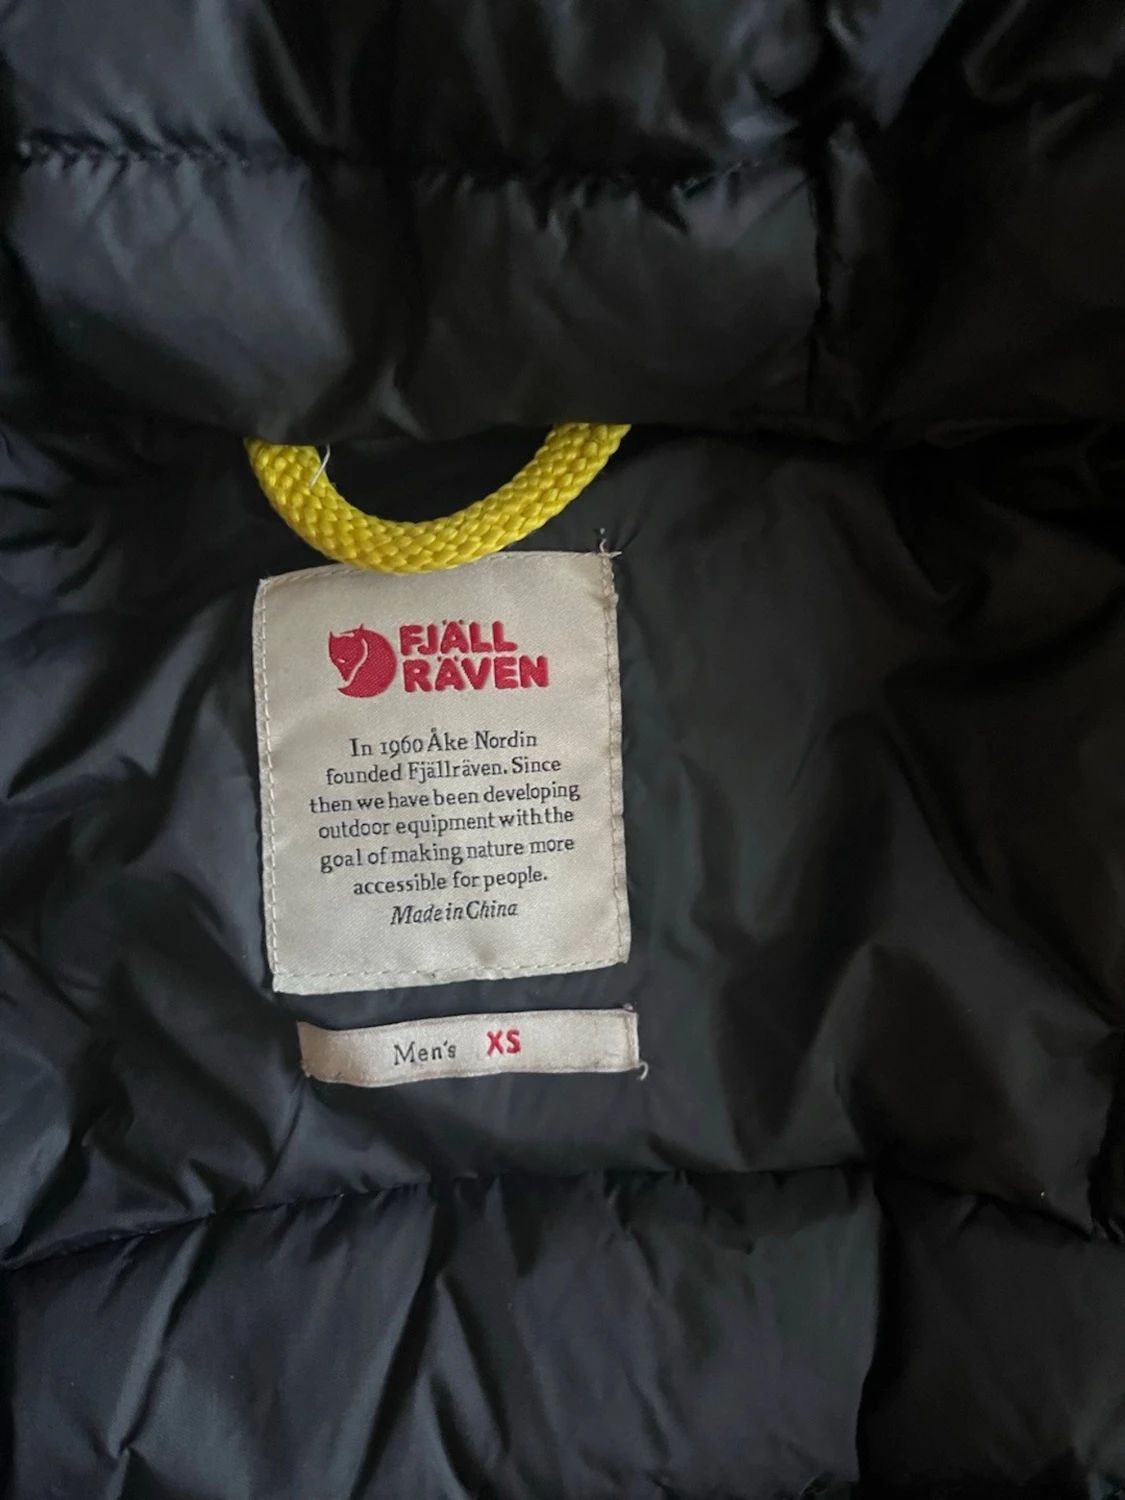 FJÄLL
RÄVEN
In 1960 Åke Nordin
founded Fjällräven. Since
then we have been developing
outdoor equipment with the
goal of making nature more
accessible for people.
Made in China
Men's XS